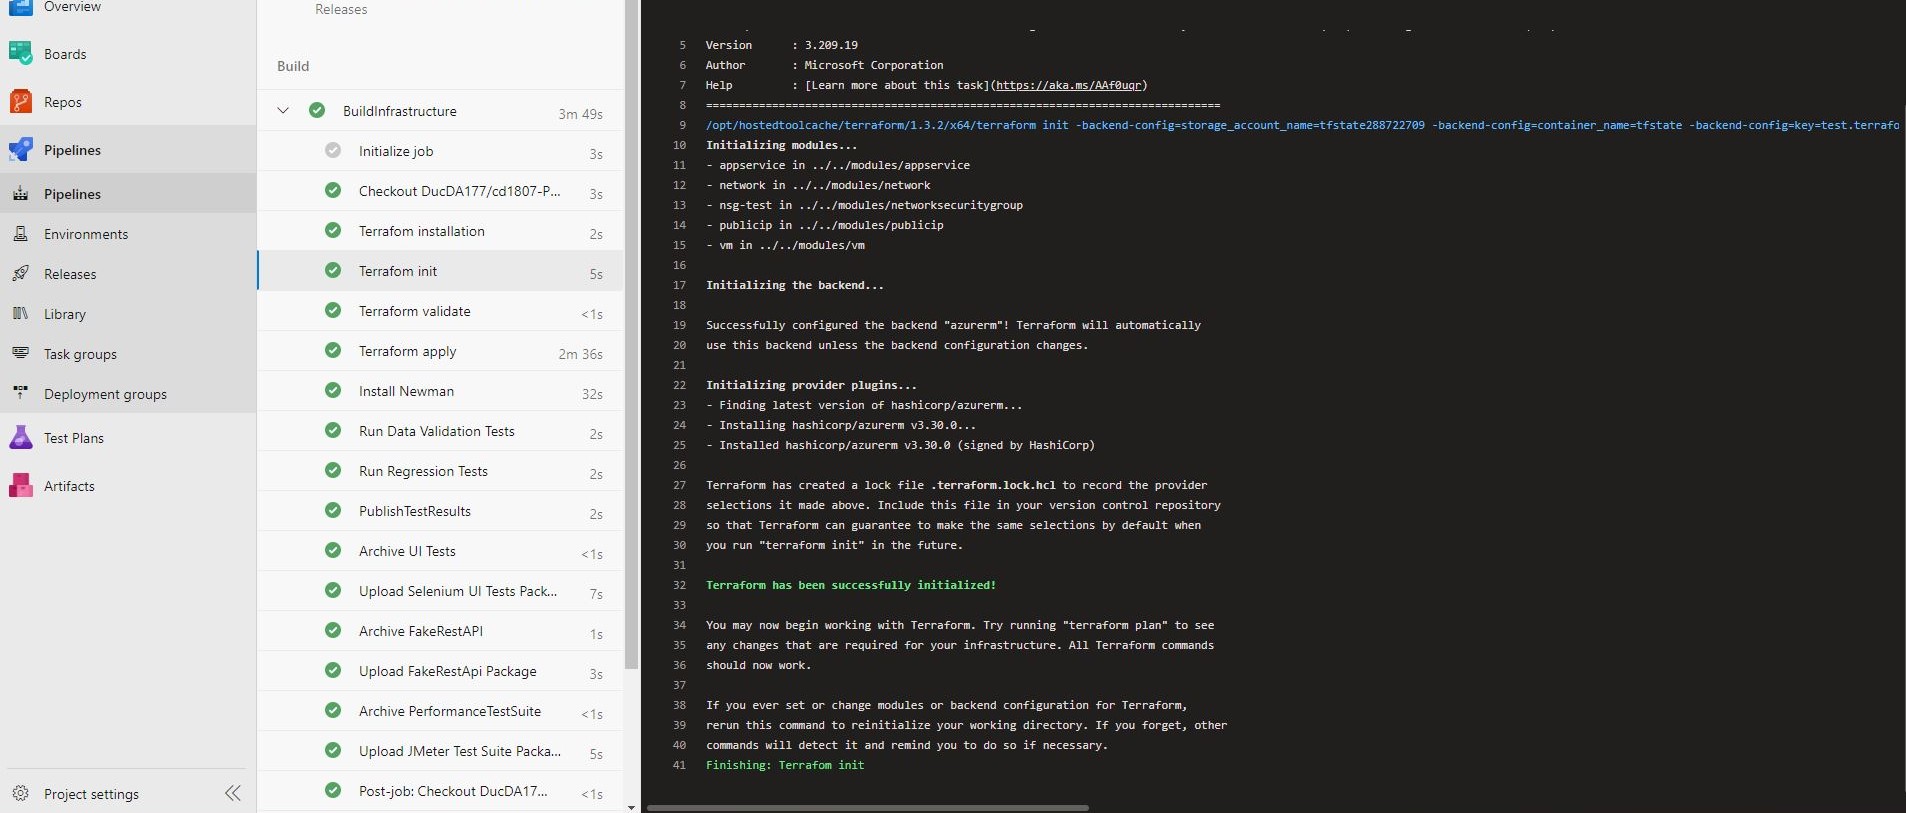 Overview
Boards
Repos
Pipelines
Pipelines
Environments
Releases
Library
Task groups
Deployment groups
Test Plans
Artifacts
Project settings
Releases
Build
BuildInfrastructure 3m 49s
Initialize job 3s
Checkout DucDA177/cd1807-P... 3s
Terrafom installation 2s
Terrafom init 5s
Terraform validate <1s
Terraform apply 2m 36s
Install Newman 32s
Run Data Validation Tests 2s
Run Regression Tests 2s
PublishTestResults 2s
Archive UI Tests <1s
Upload Selenium UI Tests Pack... 7s
Archive FakeRestAPI 1s
Upload FakeRestApi Package 3s
Archive PerformanceTestSuite <1s
Upload JMeter Test Suite Packa... 5s
Post-job: Checkout DucDA17... <1s
5 Version : 3.209.19
6 Author : Microsoft Corporation
7 Help : [Learn more about this task](https://aka.ms/AAf0uqr)
8 ==============================================================================
9 /opt/hostedtoolcache/terraform/1.3.2/x64/terraform init -backend-config=storage_account_name=tfstate288722709 -backend-config=container_name=tfstate -backend-config=key=test.terrafo
10 Initializing modules...
11 - appservice in ../../modules/appservice
12 - network in ../../modules/network
13 - nsg-test in ../../modules/networksecuritygroup
14 - publicip in ../../modules/publicip
15 - vm in ../../modules/vm
16
17 Initializing the backend...
18
19 Successfully configured the backend "azurerm"! Terraform will automatically
20 use this backend unless the backend configuration changes.
21
22 Initializing provider plugins...
23 - Finding latest version of hashicorp/azurerm...
24 - Installing hashicorp/azurerm v3.30.0...
25 - Installed hashicorp/azurerm v3.30.0 (signed by HashiCorp)
26
27 Terraform has created a lock file .terraform.lock.hcl to record the provider
28 selections it made above. Include this file in your version control repository
29 so that Terraform can guarantee to make the same selections by default when
30 you run "terraform init" in the future.
31
32 Terraform has been successfully initialized!
33
34 You may now begin working with Terraform. Try running "terraform plan" to see
35 any changes that are required for your infrastructure. All Terraform commands
36 should now work.
37
38 If you ever set or change modules or backend configuration for Terraform,
39 rerun this command to reinitialize your working directory. If you forget, other
40 commands will detect it and remind you to do so if necessary.
41 Finishing: Terrafom init